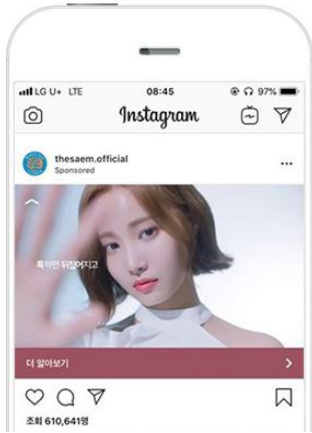 LG U+ LTE 08:45 97%
Instagram
thesaem.official
Sponsored
툭하면 뒤집어지고
더 알아보기
조회 610,641명